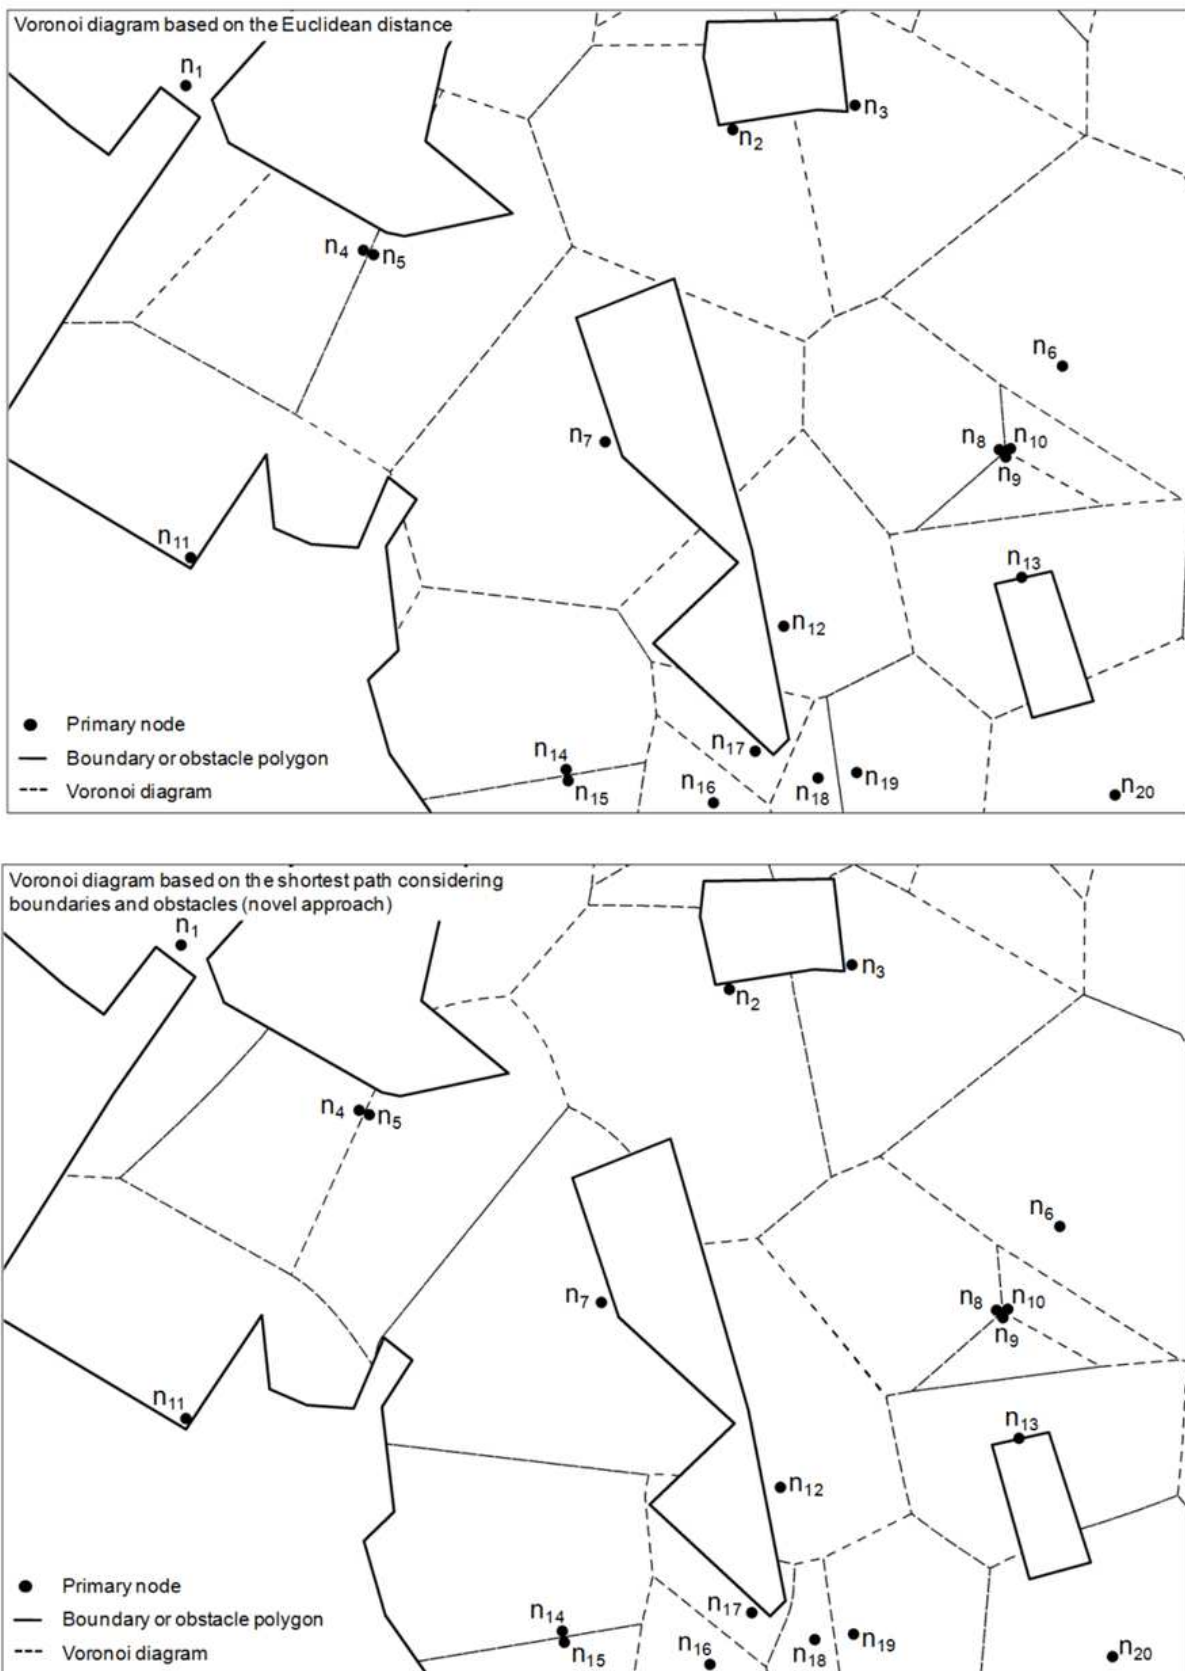 Voronoi diagram based on the Euclidean distance
n1
n3
n2
n4 n5
n6
n7
n8 n10
n9
n11
n13
n12
Primary node
Boundary or obstacle polygon
Voronoi diagram
n14
n15
n17
n16
n18
n19
n20
Voronoi diagram based on the shortest path considering
boundaries and obstacles (novel approach)
n1
n3
n2
n4 n5
n6
n7
n8 n10
n9
n11
n13
n12
Primary node
Boundary or obstacle polygon
Voronoi diagram
n14
n15
n17
n16
n18
n19
n20